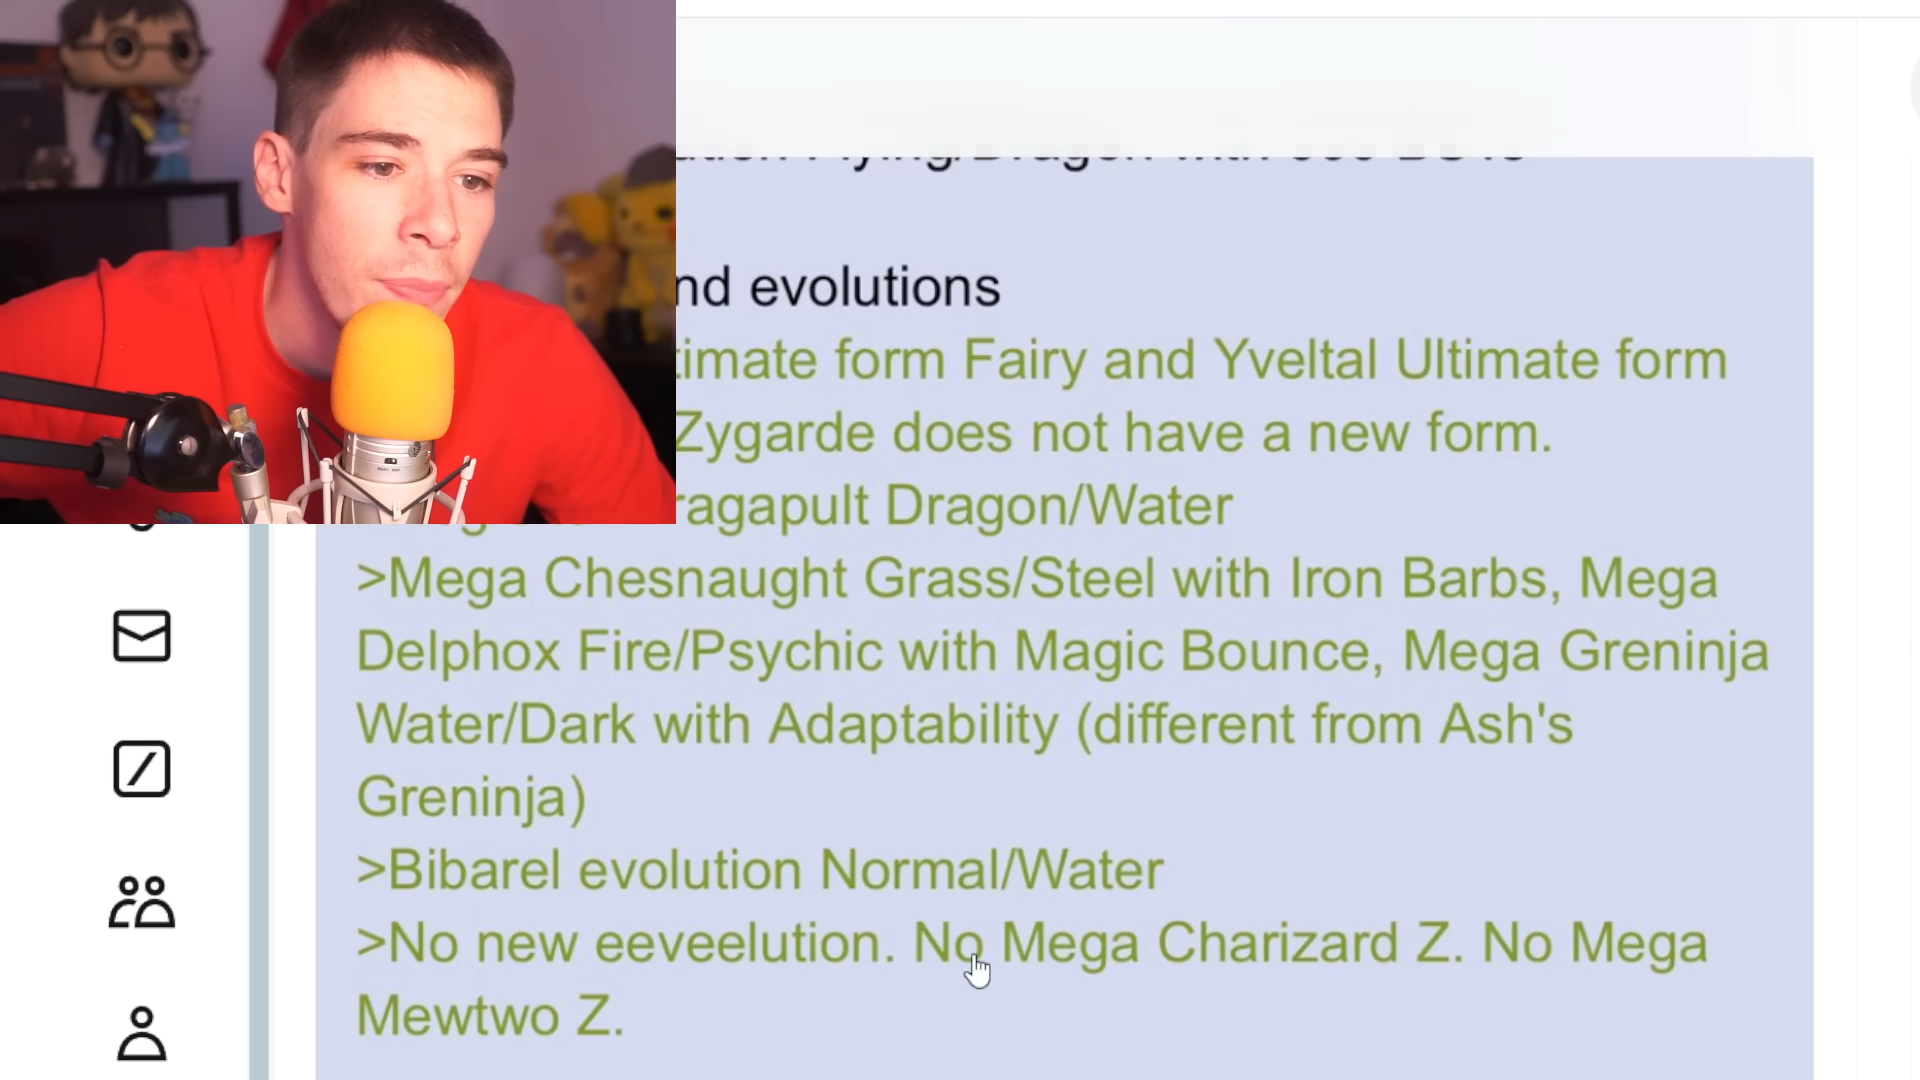 nd evolutions
timate form Fairy and Yveltal Ultimate form
Zygarde does not have a new form.
ragapult Dragon/Water
>Mega Chesnaught Grass/Steel with Iron Barbs, Mega
Delphox Fire/Psychic with Magic Bounce, Mega Greninja
Water/Dark with Adaptability (different from Ash's
Greninja)
>Bibarel evolution Normal/Water
>No new eeveelution. No Mega Charizard Z. No Mega
Mewtwo Z.